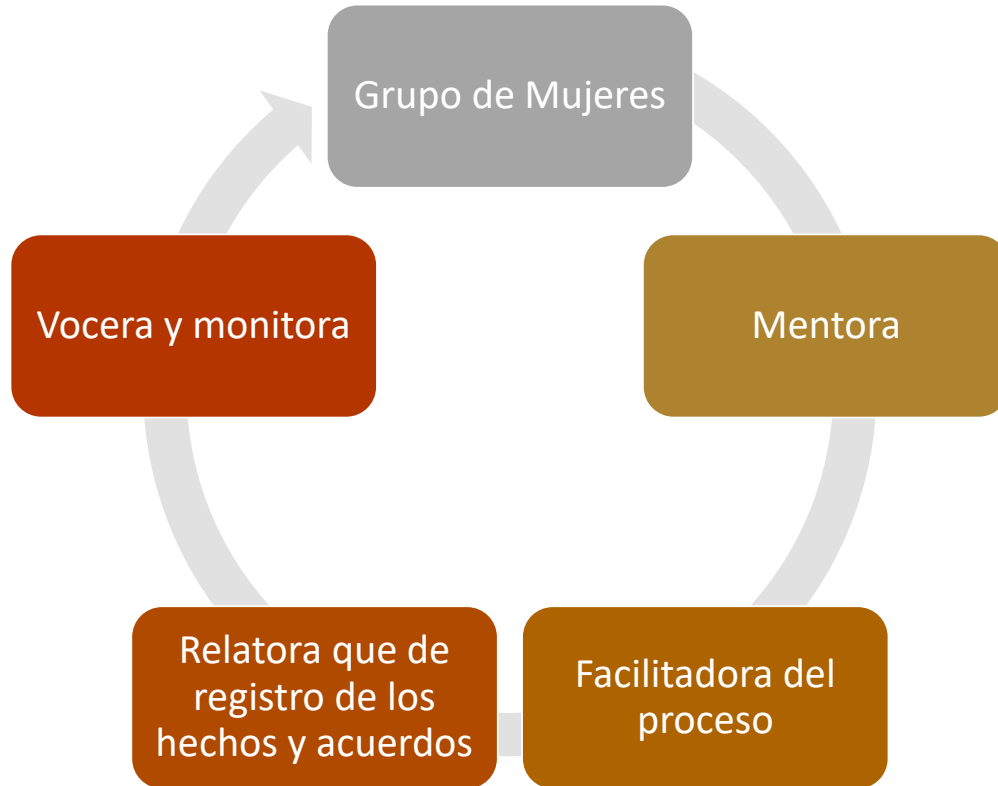 Grupo de Mujeres
Mentora
Facilitadora del
proceso
Relatora que de
registro de los
hechos y acuerdos
Vocera y monitora